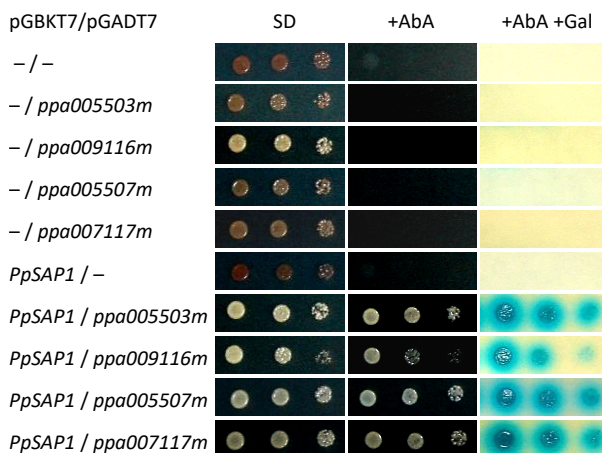 pGBKT7/pGADT7 SD +AbA +AbA +Gal
– / –
– / ppa005503m
– / ppa009116m
– / ppa005507m
– / ppa007117m
PpSAP1 / –
PpSAP1 / ppa005503m
PpSAP1 / ppa009116m
PpSAP1 / ppa005507m
PpSAP1 / ppa007117m